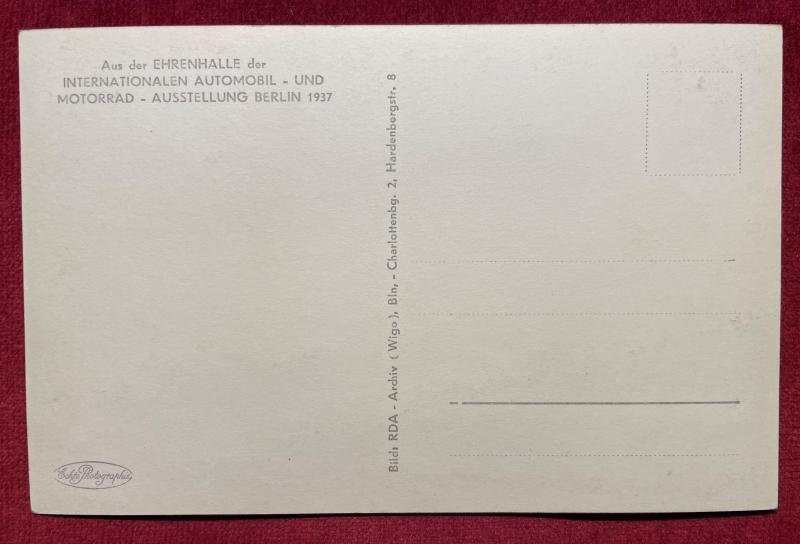 Aus der EHRENHALLE der
INTERNATIONALEN AUTOMOBIL - UND
MOTORRAD - AUSSTELLUNG BERLIN 1937
Bild: RDA - Archiv ( Wigo ), Bln, - Charlottenbg. 2, Hardenbergstr. 8
Echte Photographie